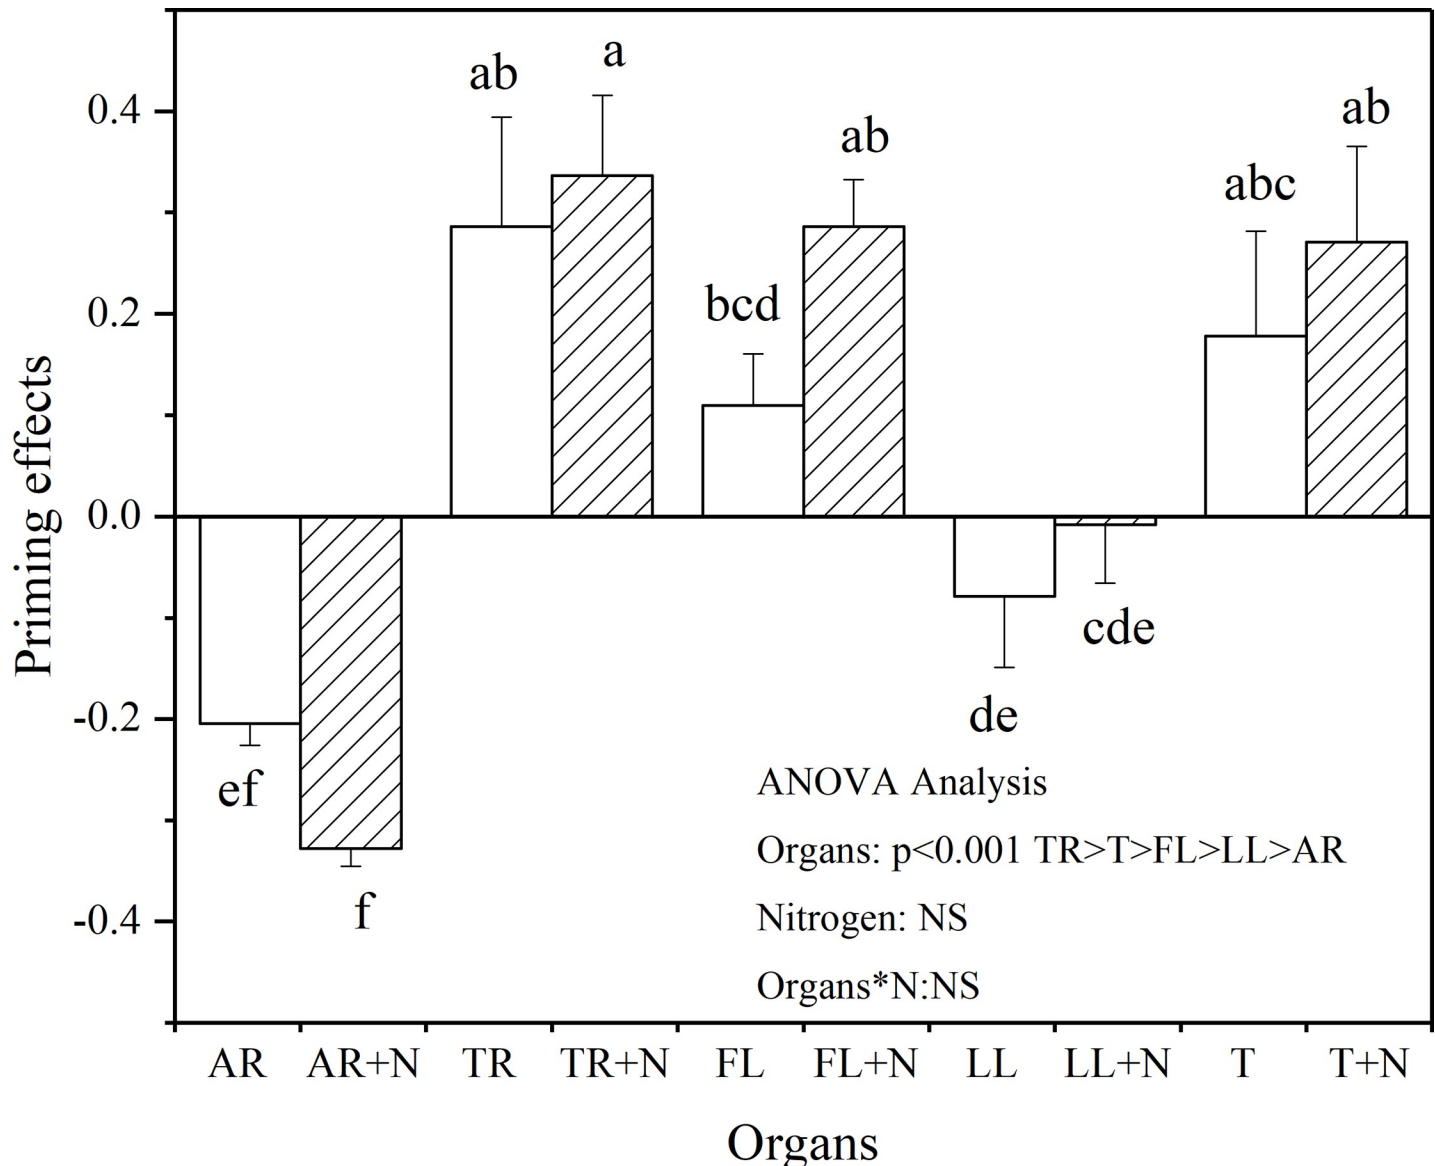 a
ab
ab
ab
abc
bcd
0.4
0.2
0.0
-0.2
-0.4
Priming effects
cde
de
ef
f
ANOVA Analysis
Organs: p<0.001 TR>T>FL>LL>AR
Nitrogen: NS
Organs*N:NS
AR AR+N TR TR+N FL FL+N LL LL+N T T+N
Organs